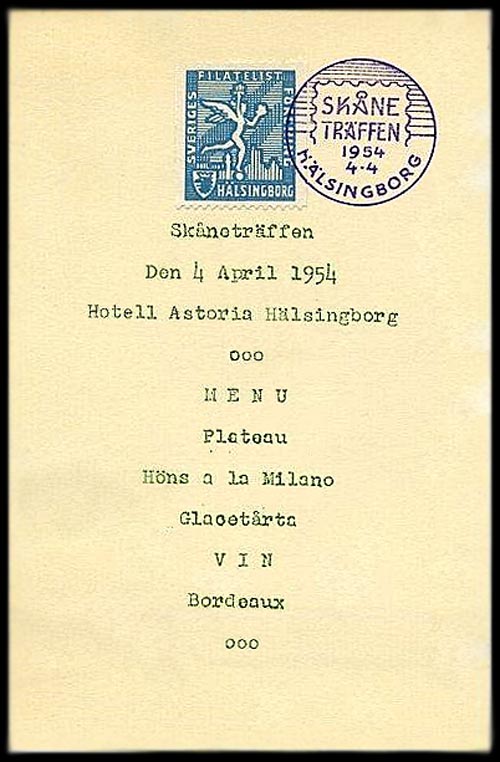 SVERIGES FILATELIST FÖRBUND
HÄLSINGBORG
SKÅNE
TRÄFFEN
1954
4-4
HÄLSINGBORG
Skåneträffen
Den 4 April 1954
Hotell Astoria Hälsingborg
ooo
M E N U
Plateau
Höns a la Milano
Glacetårta
V I N
Bordeaux
ooo